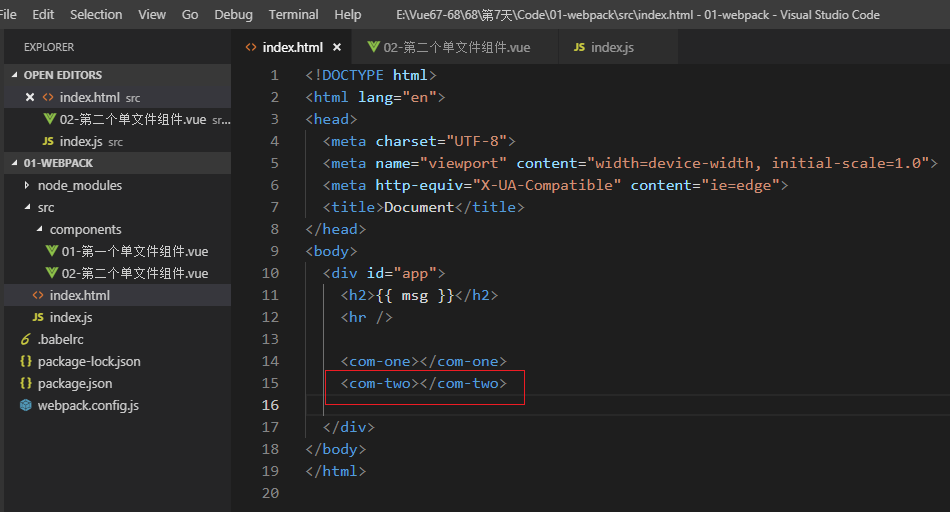 File Edit Selection View Go Debug Terminal Help E:\Vue67-68\68\第7天\Code\01-webpack\src\index.html - 01-webpack - Visual Studio Code
EXPLORER
OPEN EDITORS
index.html src
02-第二个单文件组件.vue sr...
index.js src
01-WEBPACK
node_modules
src
components
01-第一个单文件组件.vue
02-第二个单文件组件.vue
index.html
index.js
.babelrc
package-lock.json
package.json
webpack.config.js
index.html 02-第二个单文件组件.vue index.js
1 <!DOCTYPE html>
2 <html lang="en">
3 <head>
4 <meta charset="UTF-8">
5 <meta name="viewport" content="width=device-width, initial-scale=1.0">
6 <meta http-equiv="X-UA-Compatible" content="ie=edge">
7 <title>Document</title>
8 </head>
9 <body>
10 <div id="app">
11 <h2>{{ msg }}</h2>
12 <hr />
13
14 <com-one></com-one>
15 <com-two></com-two>
16
17 </div>
18 </body>
19 </html>
20